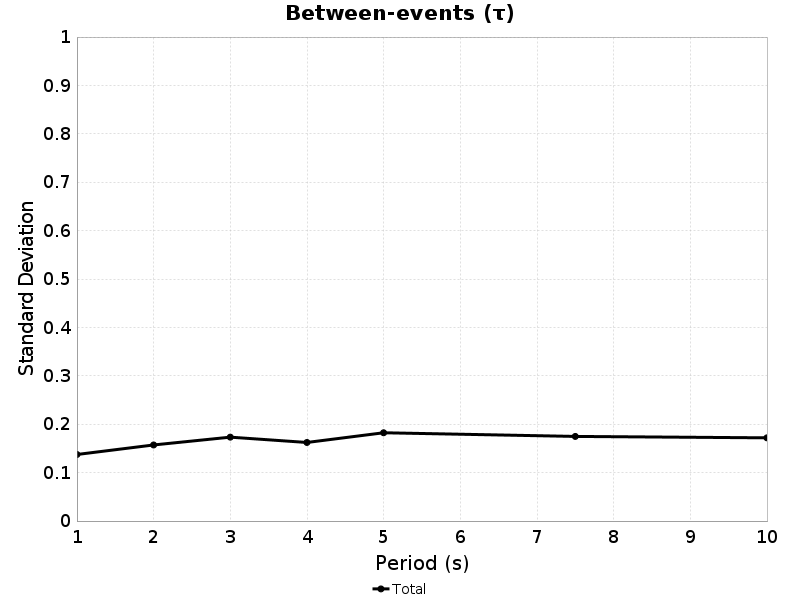 Between-events (τ)
1
0.9
0.8
0.7
0.6
0.5
0.4
0.3
0.2
0.1
0
Standard Deviation
1 2 3 4 5 6 7 8 9 10
Period (s)
Total